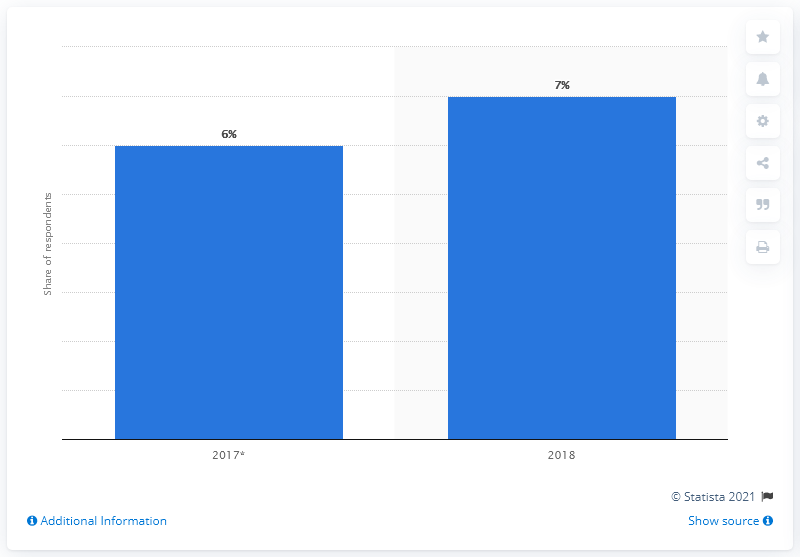 7%
6%
Share of respondents
2017*
2018
© Statista 2021
Additional Information
Show source